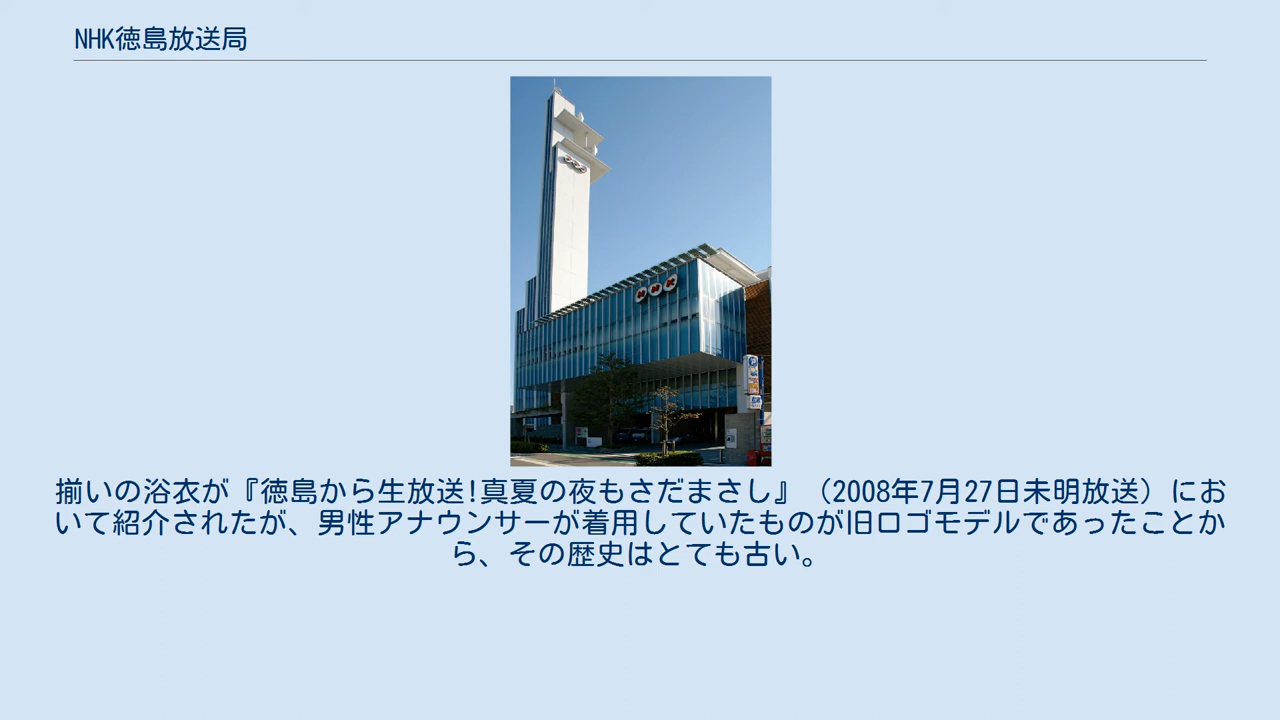 NHK徳島放送局
NHK
NHK
揃いの浴衣が『徳島から生放送!真夏の夜もさだまさし』（2008年7月27日未明放送）にお
いて紹介されたが、男性アナウンサーが着用していたものが旧ロゴモデルであったことか
ら、その歴史はとても古い。